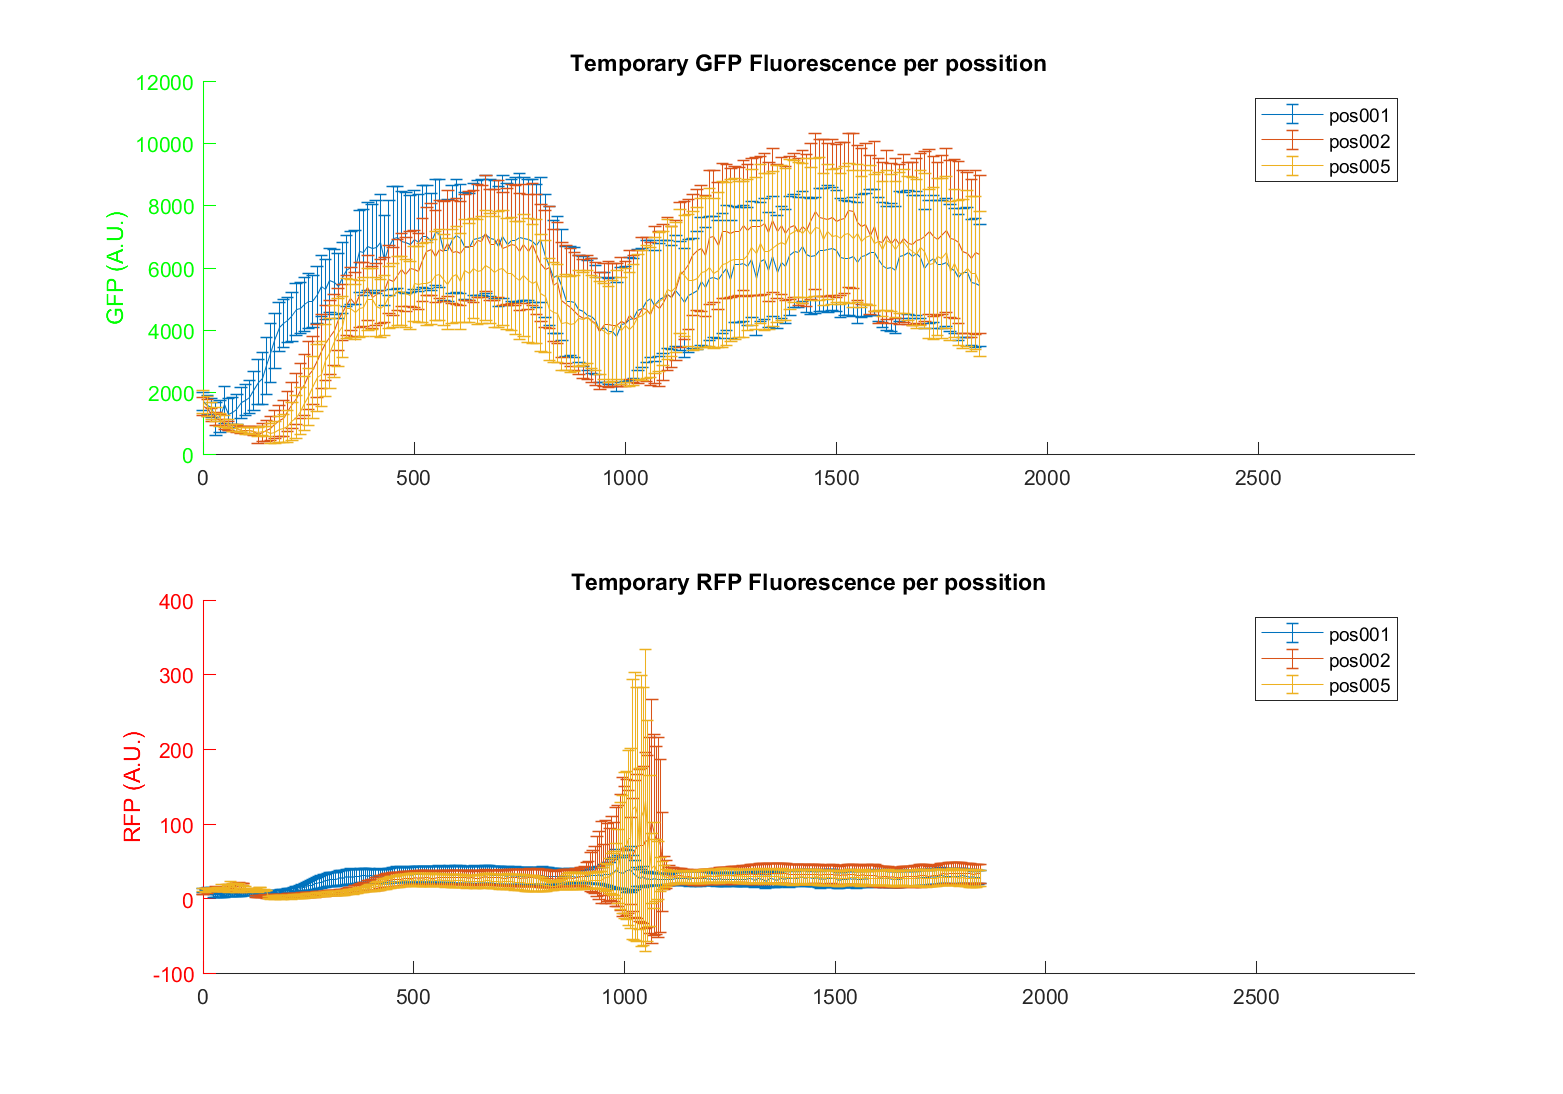 Temporary GFP Fluorescence per possition
12000
10000
8000
6000
4000
2000
0
GFP (A.U.)
pos001
pos002
pos005
0 500 1000 1500 2000 2500
Temporary RFP Fluorescence per possition
400
300
200
100
0
-100
RFP (A.U.)
pos001
pos002
pos005
0 500 1000 1500 2000 2500